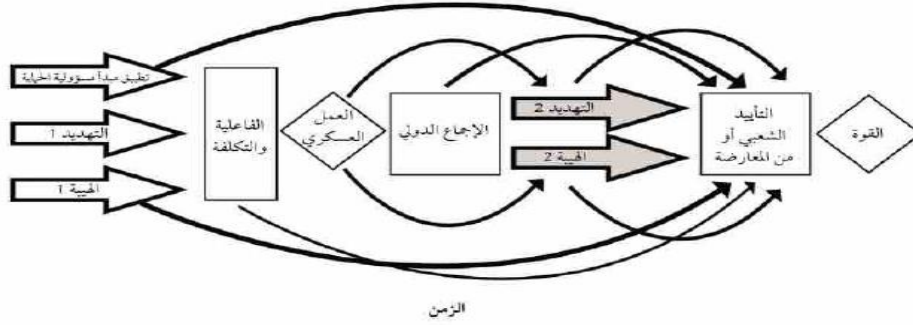 تطبيق مبدأ مسؤولية الحماية
التهديد 1
الهيبة 1
الفاعلية
والتكلفة
العمل
العسكري
الإجماع الدولي
التهديد 2
الهيبة 2
التأييد
الشعبي أو
من المعارضة
القوة
الزمن